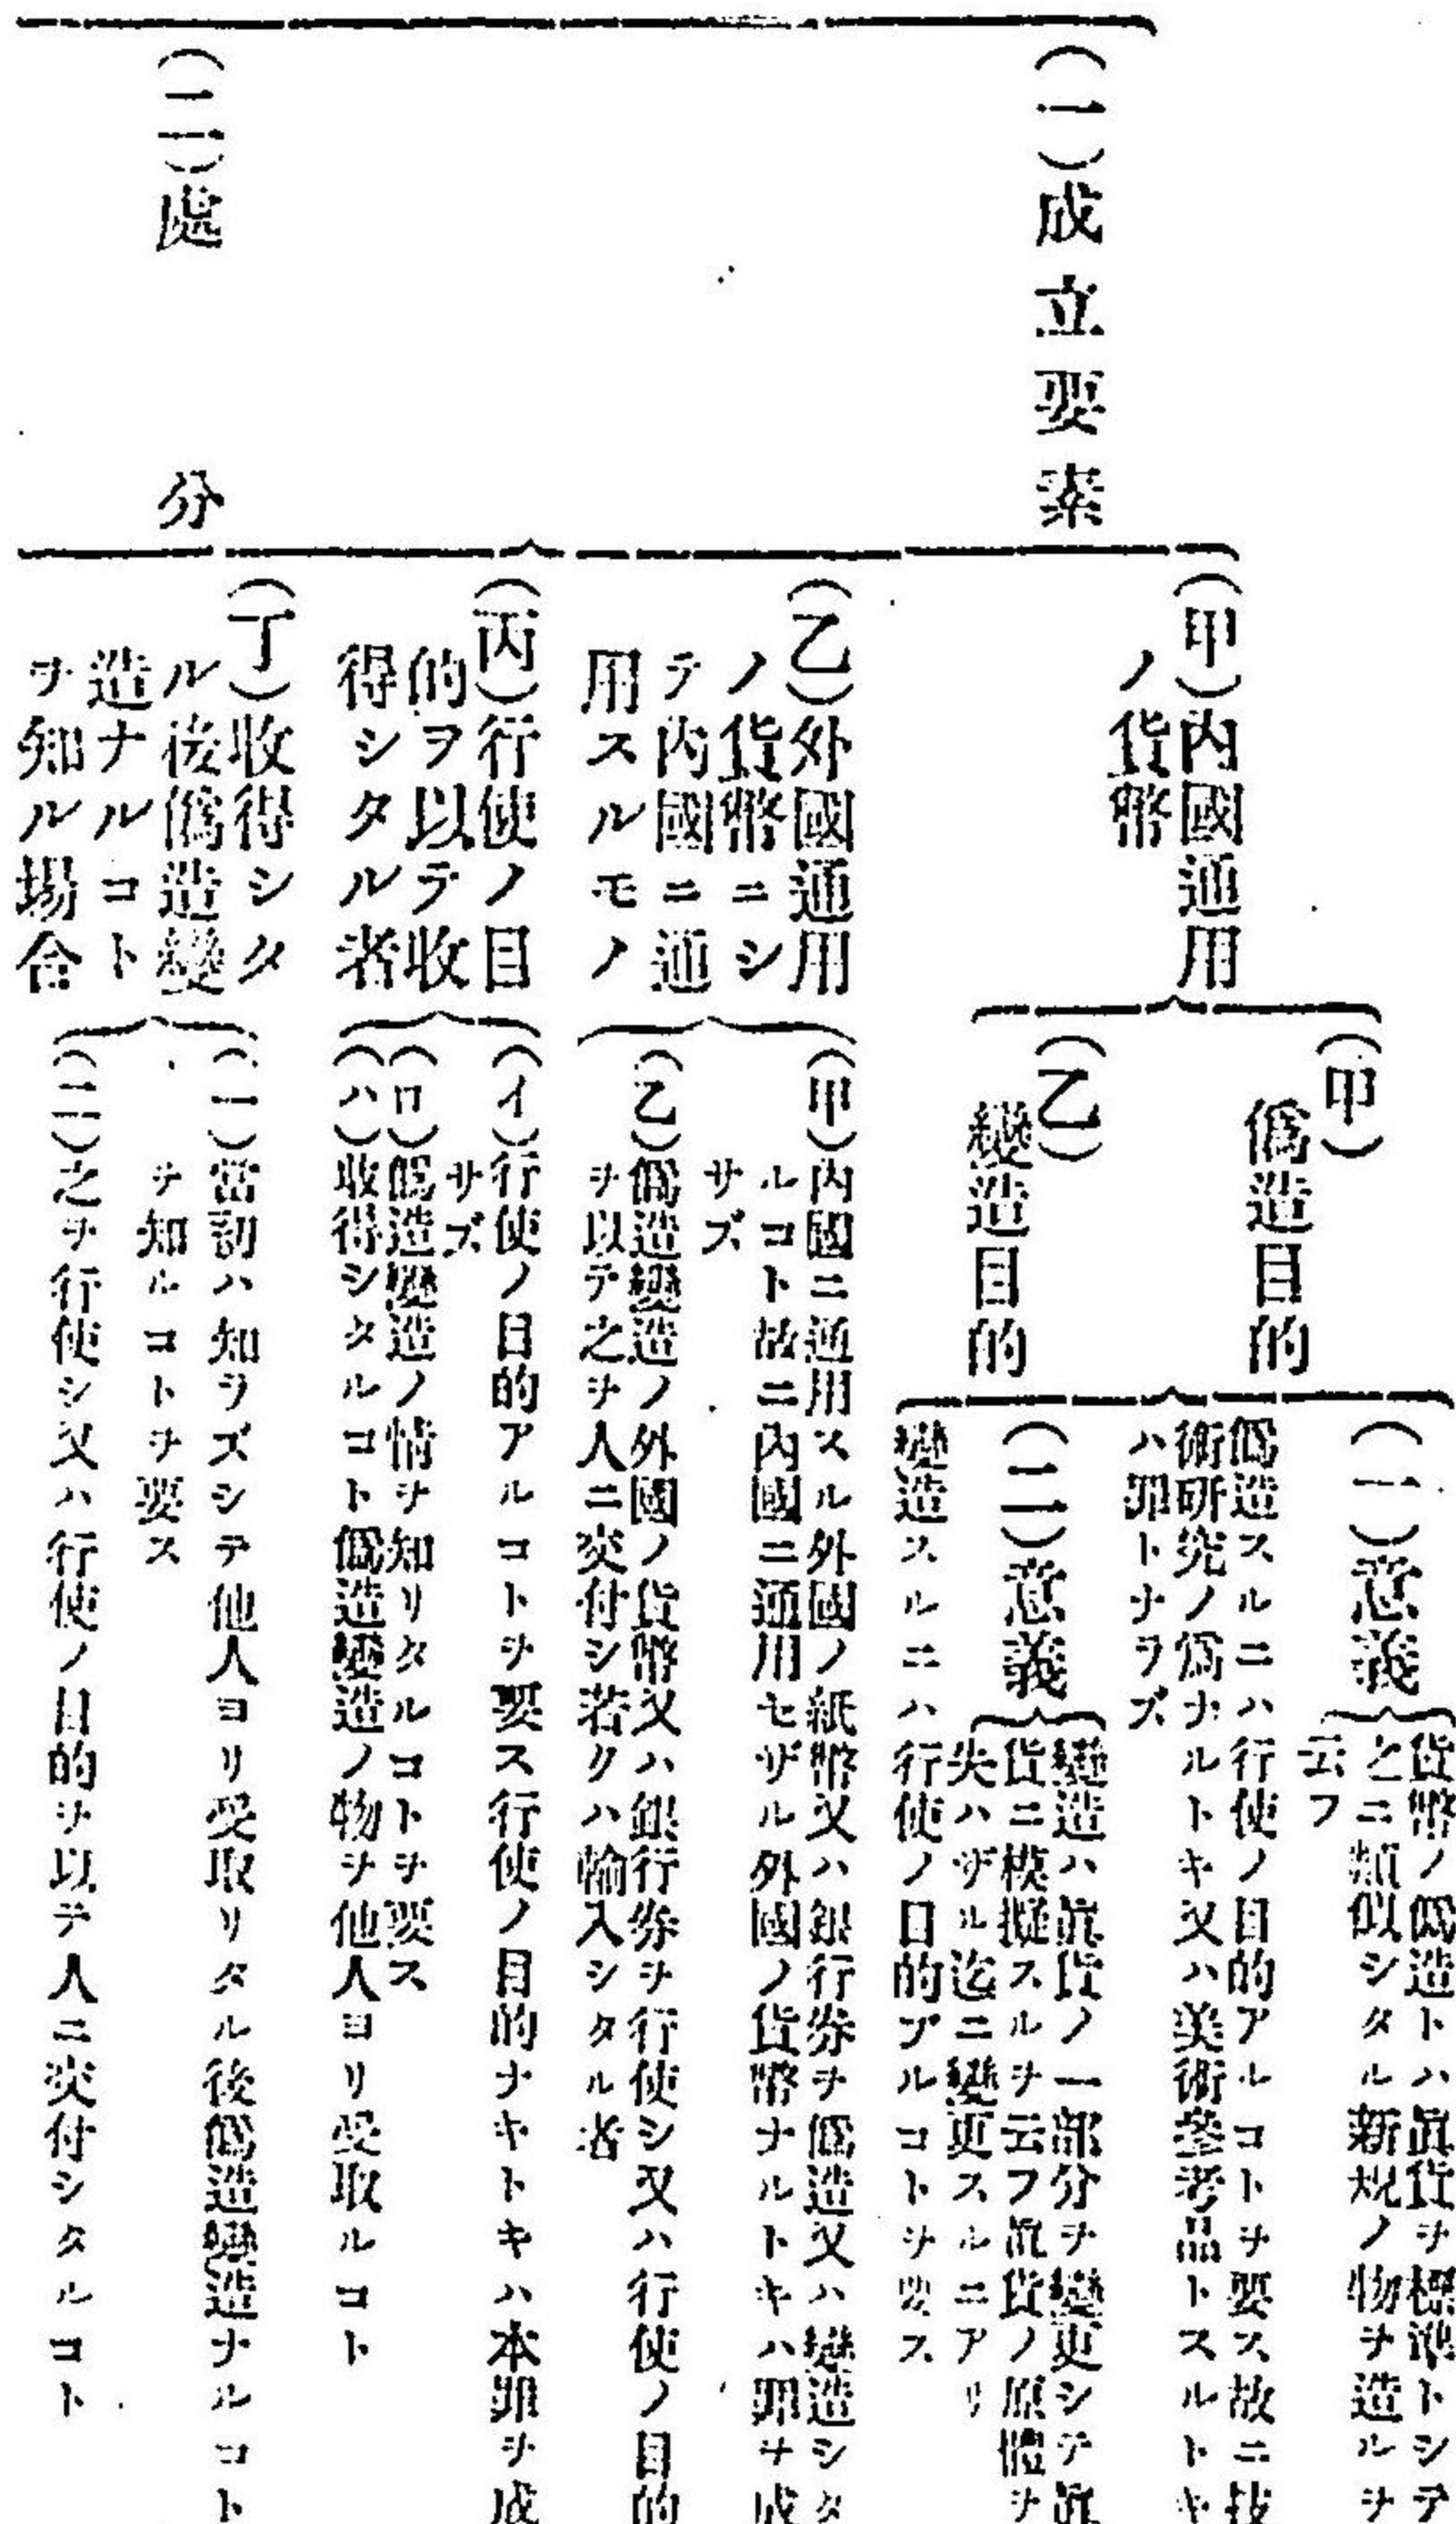 （一）成立要素
（甲）內國通用
ノ貨幣
（甲）
僞造目的
（一）意義
貨幣ノ僞造トハ眞貨ヲ標準トシテ
之ニ類似シタル新規ノ物ヲ造ルヲ
云フ
僞造スルニハ行使ノ目的アルコトヲ要ス故ニ技
術研究ノ爲ナルトキ又ハ美術參考品トスルトキ
ハ罪トナラズ
（乙）
變造目的
（二）意義
變造ハ眞貨ノ一部分ヲ變更シテ眞
貨ニ模擬スルヲ云フ眞貨ノ原體ヲ
失ハザル迄ニ變更スルニアリ
變造スルニハ行使ノ目的アルコトヲ要ス
（乙）外國通用
ノ貨幣ニシ
テ內國ニ通
用スルモノ
（甲）內國ニ通用スル外國ノ紙幣又ハ銀行券ヲ僞造又ハ變造シタ
ルコト故ニ內國ニ通用セザル外國ノ貨幣ナルトキハ罪ヲ成
サズ
（乙）僞造變造ノ外國ノ貨幣又ハ銀行券ヲ行使シ又ハ行使ノ目的
ヲ以テ之ヲ人ニ交付シ若クハ輸入シタル者
（丙）行使ノ目
的ヲ以テ收
得シタル者
（イ）行使ノ目的アルコトヲ要ス行使ノ目的ナキトキハ本罪ヲ成
サズ
（ロ）僞造變造ノ情ヲ知リタルコトヲ要ス
（ハ）收得シタルコト僞造變造ノ物ヲ他人ヨリ受取ルコト
（丁）收得シタ
ル後僞造變
造ナルコト
ヲ知ル場合
（一）當初ハ知ラズシテ他人ヨリ受取リタル後僞造變造ナルコト
ヲ知ルコトヲ要ス
（二）之ヲ行使シ又ハ行使ノ目的ヲ以テ人ニ交付シタルコト
（二）處分